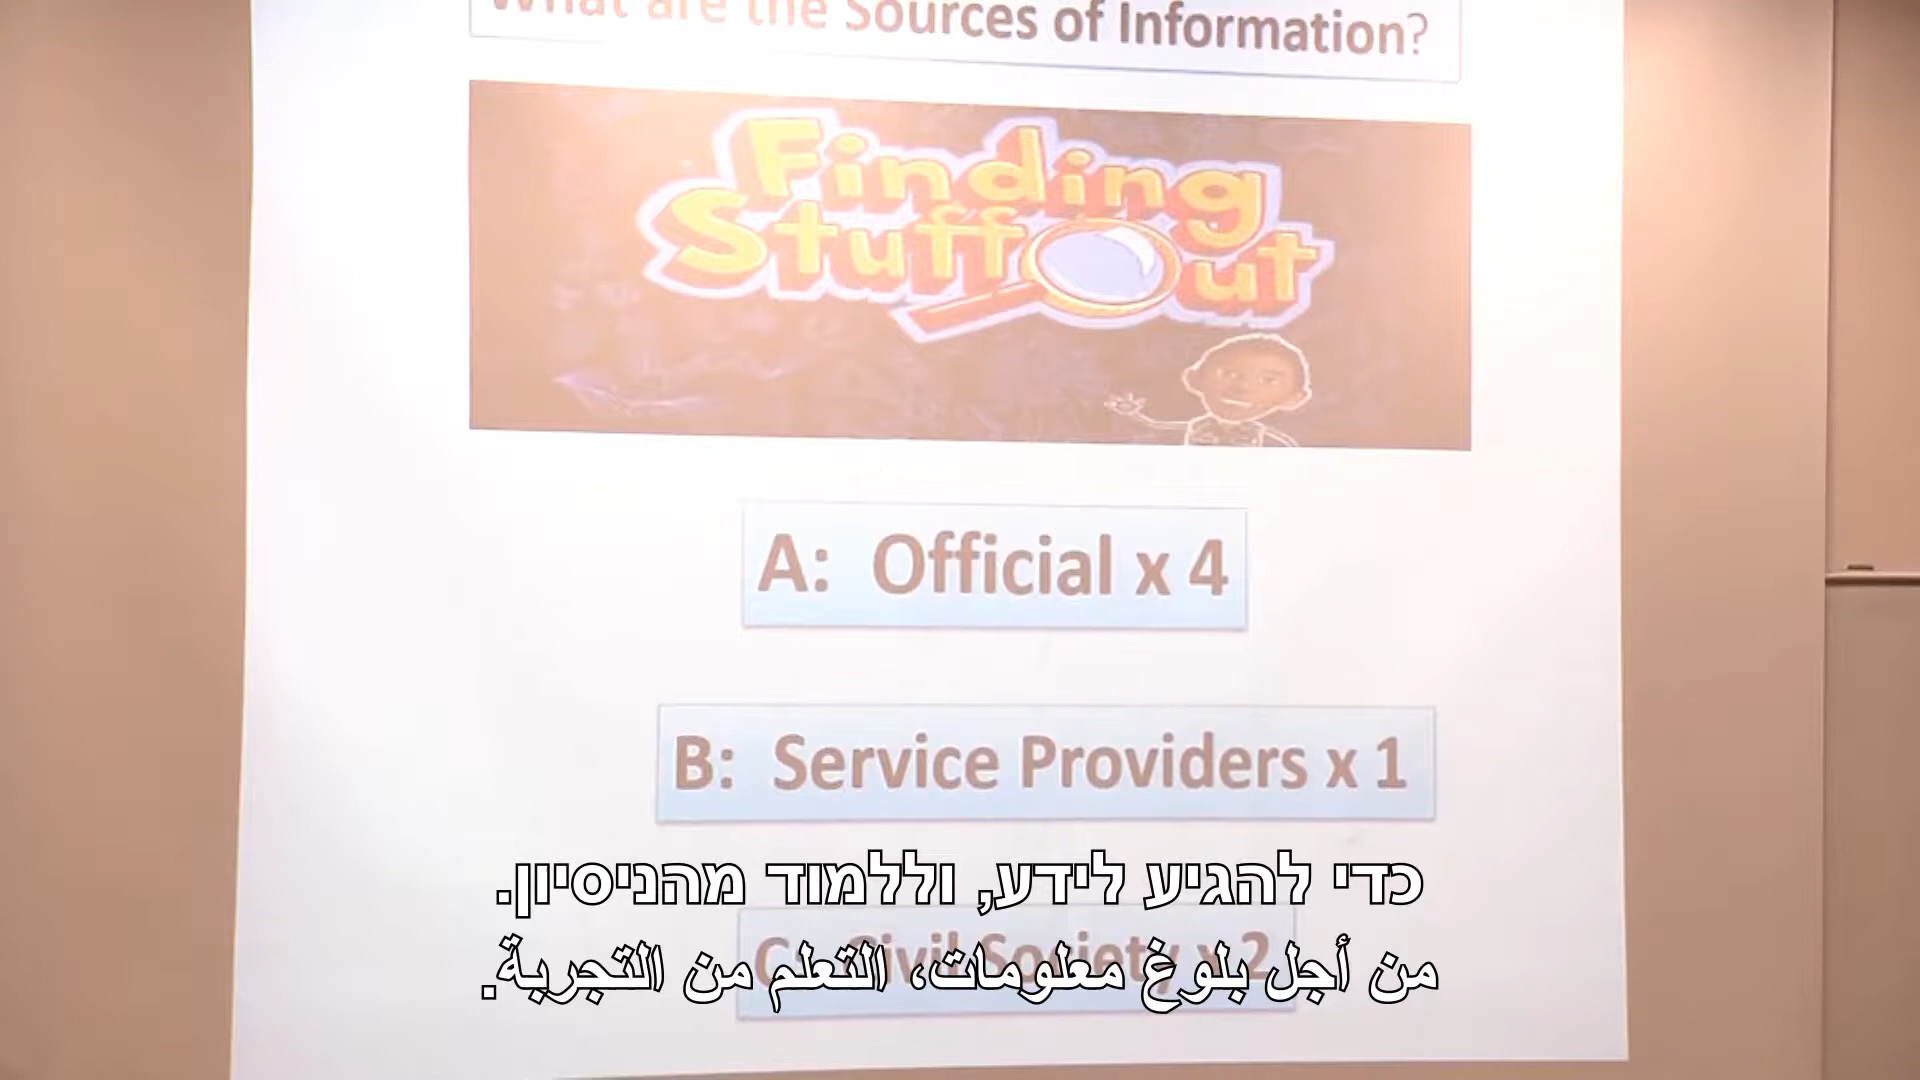 What are the Sources of Information?
Finding
Stuff Out
A: Official x 4
B: Service Providers x 1
C: Civil Society x 2
כדי להגיע לידע, וללמוד מהניסיון.
من أجل بلوغ معلومات، التعلم من التجربة.